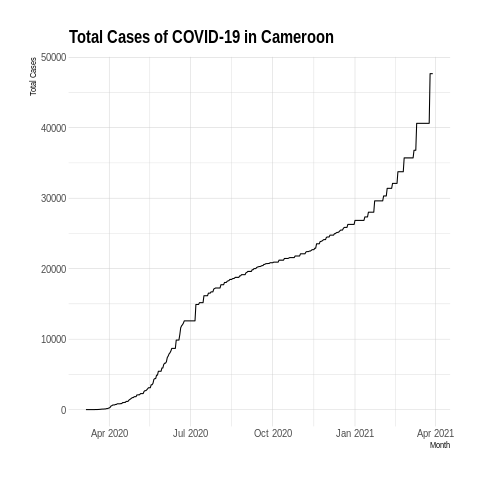 Total Cases of COVID-19 in Cameroon
Total Cases
50000
40000
30000
20000
10000
0
Apr 2020 Jul 2020 Oct 2020 Jan 2021 Apr 2021
Month